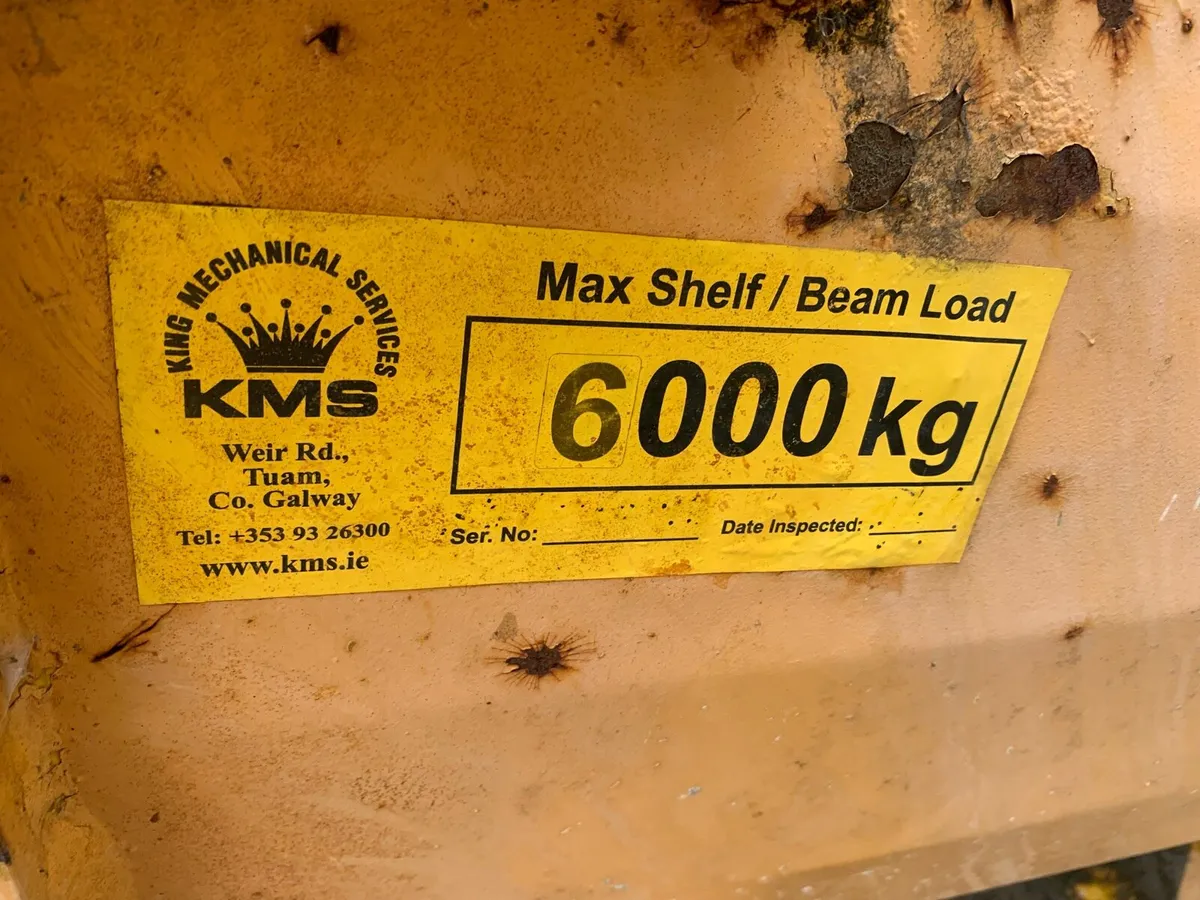 KING MECHANICAL SERVICES
KMS
Weir Rd.,
Tuam,
Co. Galway
Tel: +353 93 26300
www.kms.ie
Max Shelf / Beam Load
6000 kg
Ser. No:
Date Inspected: